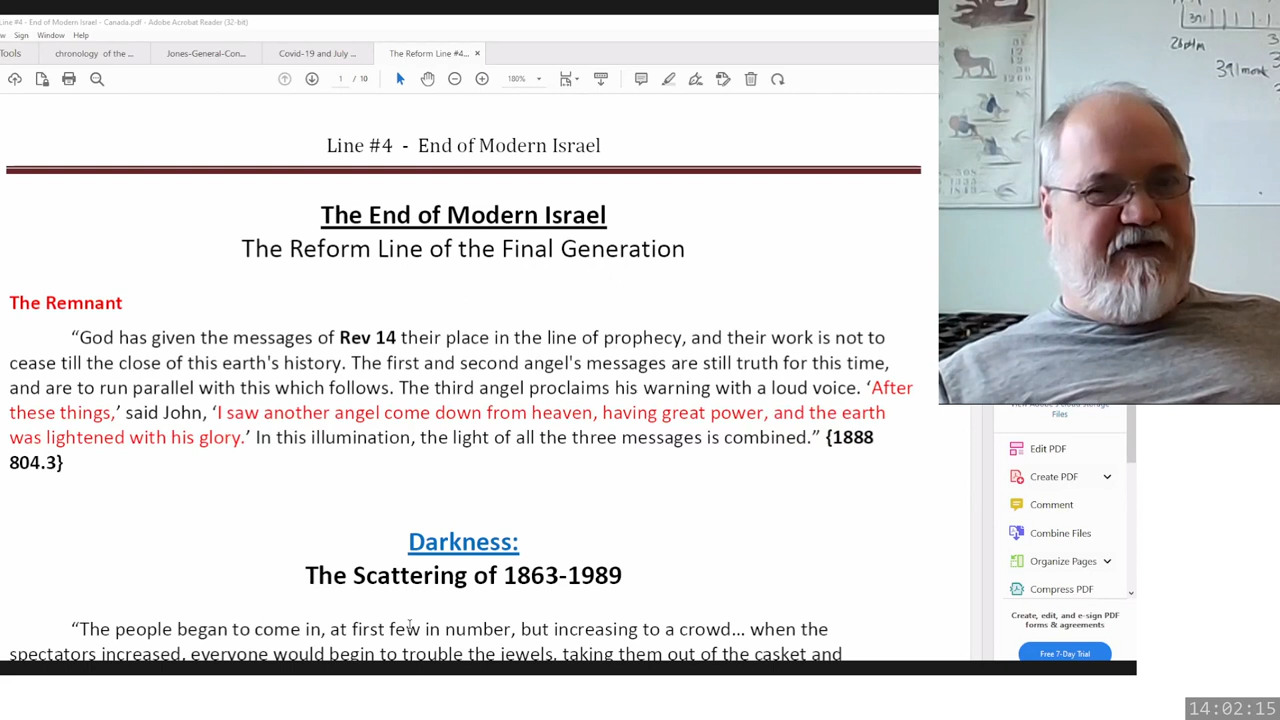 Line #4 - End of Modern Israel - Canada.pdf - Adobe Acrobat Reader (32-bit)
Sign Window Help
Tools chronology of the ... Jones-General-Con... Covid-19 and July ... The Reform Line #4... ×
1 / 10 180%
Line #4 - End of Modern Israel
The End of Modern Israel
The Reform Line of the Final Generation
The Remnant
“God has given the messages of Rev 14 their place in the line of prophecy, and their work is not to
cease till the close of this earth's history. The first and second angel's messages are still truth for this time,
and are to run parallel with this which follows. The third angel proclaims his warning with a loud voice. ‘After
these things,’ said John, ‘I saw another angel come down from heaven, having great power, and the earth
was lightened with his glory.’ In this illumination, the light of all the three messages is combined.” {1888
804.3}
Darkness:
The Scattering of 1863-1989
“The people began to come in, at first few in number, but increasing to a crowd… when the
spectators increased, everyone would begin to trouble the jewels, taking them out of the casket and
Files
Edit PDF
Create PDF
Comment
Combine Files
Organize Pages
Compress PDF
Create, edit, and e-sign PDF
forms & agreements
Free 7-Day Trial
14:02:15